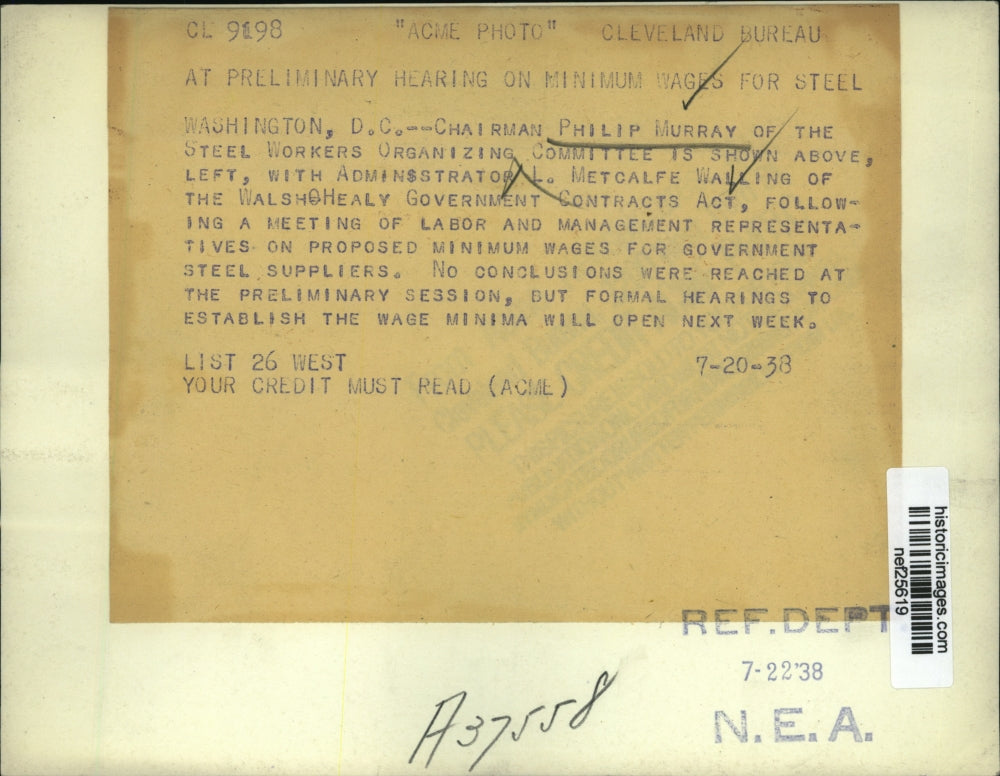 CL 9198 "ACME PHOTO" CLEVELAND BUREAU
AT PRELIMINARY HEARING ON MINIMUM WAGES FOR STEEL
WASHINGTON, D.C.--CHAIRMAN PHILIP MURRAY OF THE
STEEL WORKERS ORGANIZING COMMITTEE IS SHOWN ABOVE,
LEFT, WITH ADMIN$STRATOR L. METCALFE WALLING OF
THE WALSHOHEALY GOVERNMENT CONTRACTS ACT, FOLLOW-
ING A MEETING OF LABOR AND MANAGEMENT REPRESENTA-
TIVES ON PROPOSED MINIMUM WAGES FOR GOVERNMENT
STEEL SUPPLIERS. NO CONCLUSIONS WERE REACHED AT
THE PRELIMINARY SESSION, BUT FORMAL HEARINGS TO
ESTABLISH THE WAGE MINIMA WILL OPEN NEXT WEEK.
LIST 26 WEST 7-20-38
YOUR CREDIT MUST READ (ACME)
historicimages.com
nef25619
REF.DEPT
7-22'38
N.E.A.
A37558